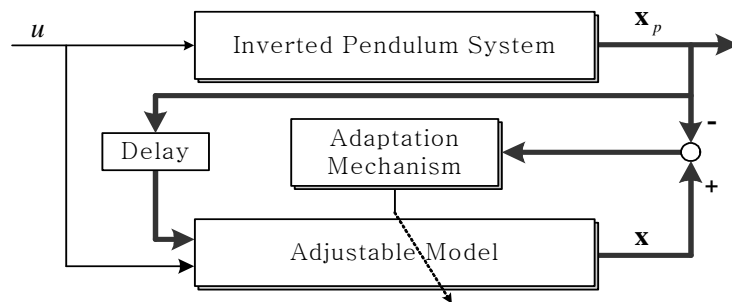 u
Inverted Pendulum System
x_p
Delay
Adaptation
Mechanism
-
+
Adjustable Model
x